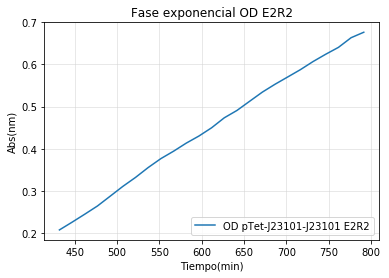 Fase exponencial OD E2R2
Abs(nm)
0.7
0.6
0.5
0.4
0.3
0.2
OD pTet-J23101-J23101 E2R2
450 500 550 600 650 700 750 800
Tiempo(min)